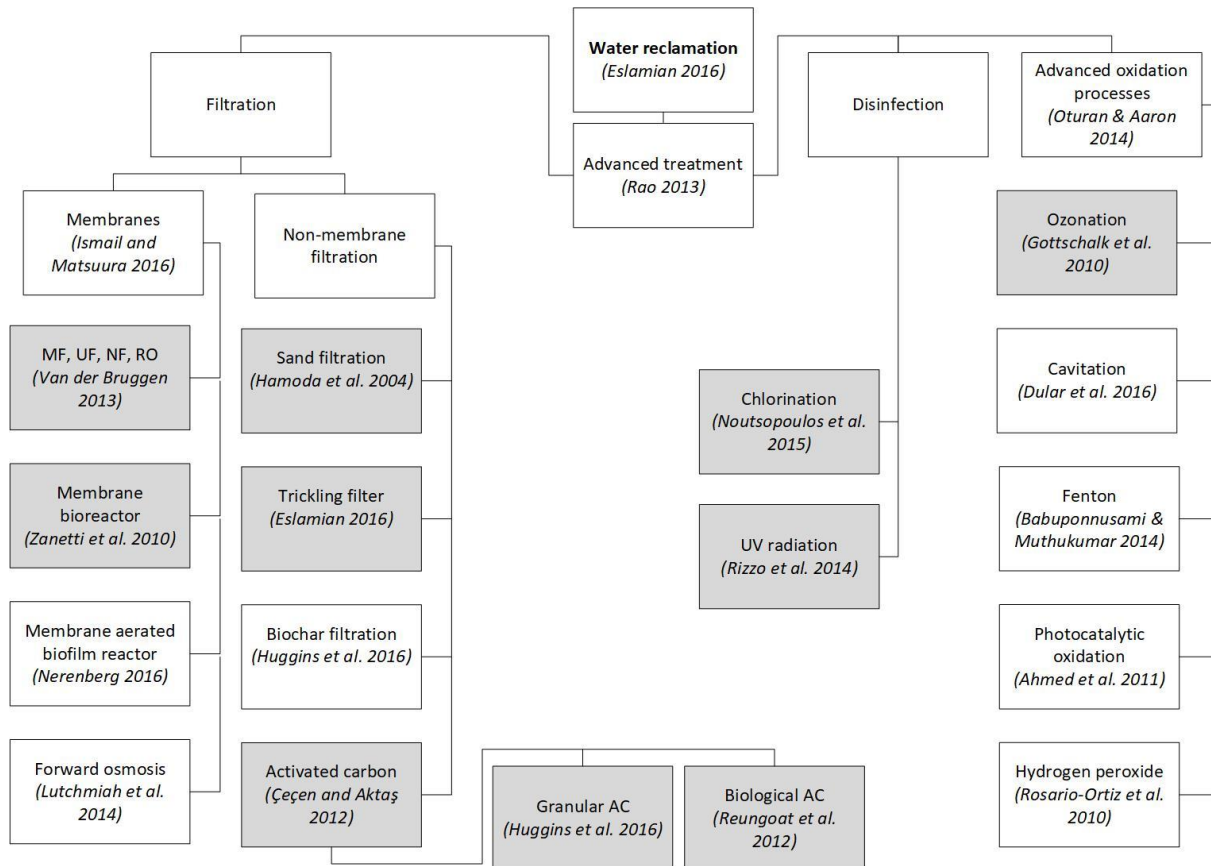 Water reclamation
(Eslamian 2016)
Filtration
Advanced treatment
(Rao 2013)
Disinfection
Advanced oxidation
processes
(Oturan & Aaron
2014)
Membranes
(Ismail and
Matsuura 2016)
Non-membrane
filtration
MF, UF, NF, RO
(Van der Bruggen
2013)
Membrane
bioreactor
(Zanetti et al. 2010)
Membrane aerated
biofilm reactor
(Nerenberg 2016)
Forward osmosis
(Lutchmiah et al.
2014)
Sand filtration
(Hamoda et al. 2004)
Trickling filter
(Eslamian 2016)
Biochar filtration
(Huggins et al. 2016)
Activated carbon
(Çeçen and Aktaş
2012)
Granular AC
(Huggins et al. 2016)
Biological AC
(Reungoat et al.
2012)
Chlorination
(Noutsopoulos et al.
2015)
UV radiation
(Rizzo et al. 2014)
Ozonation
(Gottschalk et al.
2010)
Cavitation
(Dular et al. 2016)
Fenton
(Babuponnusami &
Muthukumar 2014)
Photocatalytic
oxidation
(Ahmed et al. 2011)
Hydrogen peroxide
(Rosario-Ortiz et al.
2010)